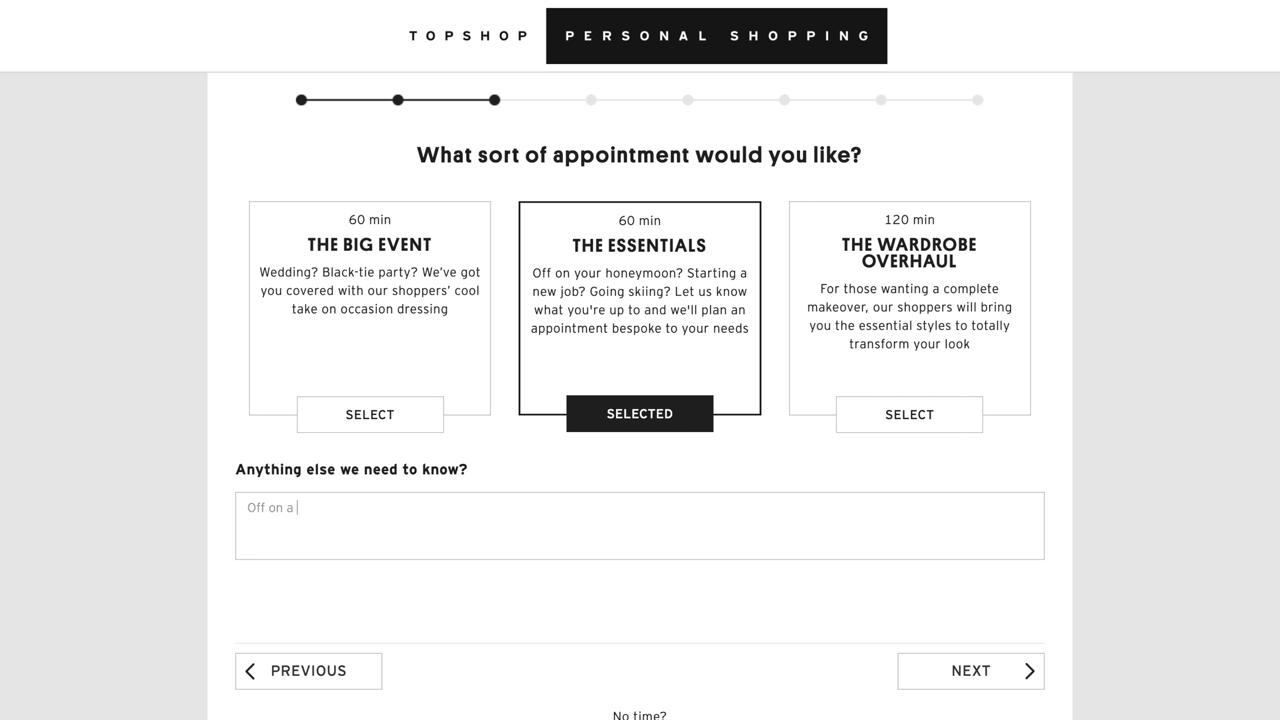 TOPSHOP PERSONAL SHOPPING
What sort of appointment would you like?
60 min
THE BIG EVENT
Wedding? Black-tie party? We've got
you covered with our shoppers' cool
take on occasion dressing
SELECT
60 min
THE ESSENTIALS
Off on your honeymoon? Starting a
new job? Going skiing? Let us know
what you're up to and we'll plan an
appointment bespoke to your needs
SELECTED
120 min
THE WARDROBE
OVERHAUL
For those wanting a complete
makeover, our shoppers will bring
you the essential styles to totally
transform your look
SELECT
Anything else we need to know?
Off on a
PREVIOUS
NEXT
No time?